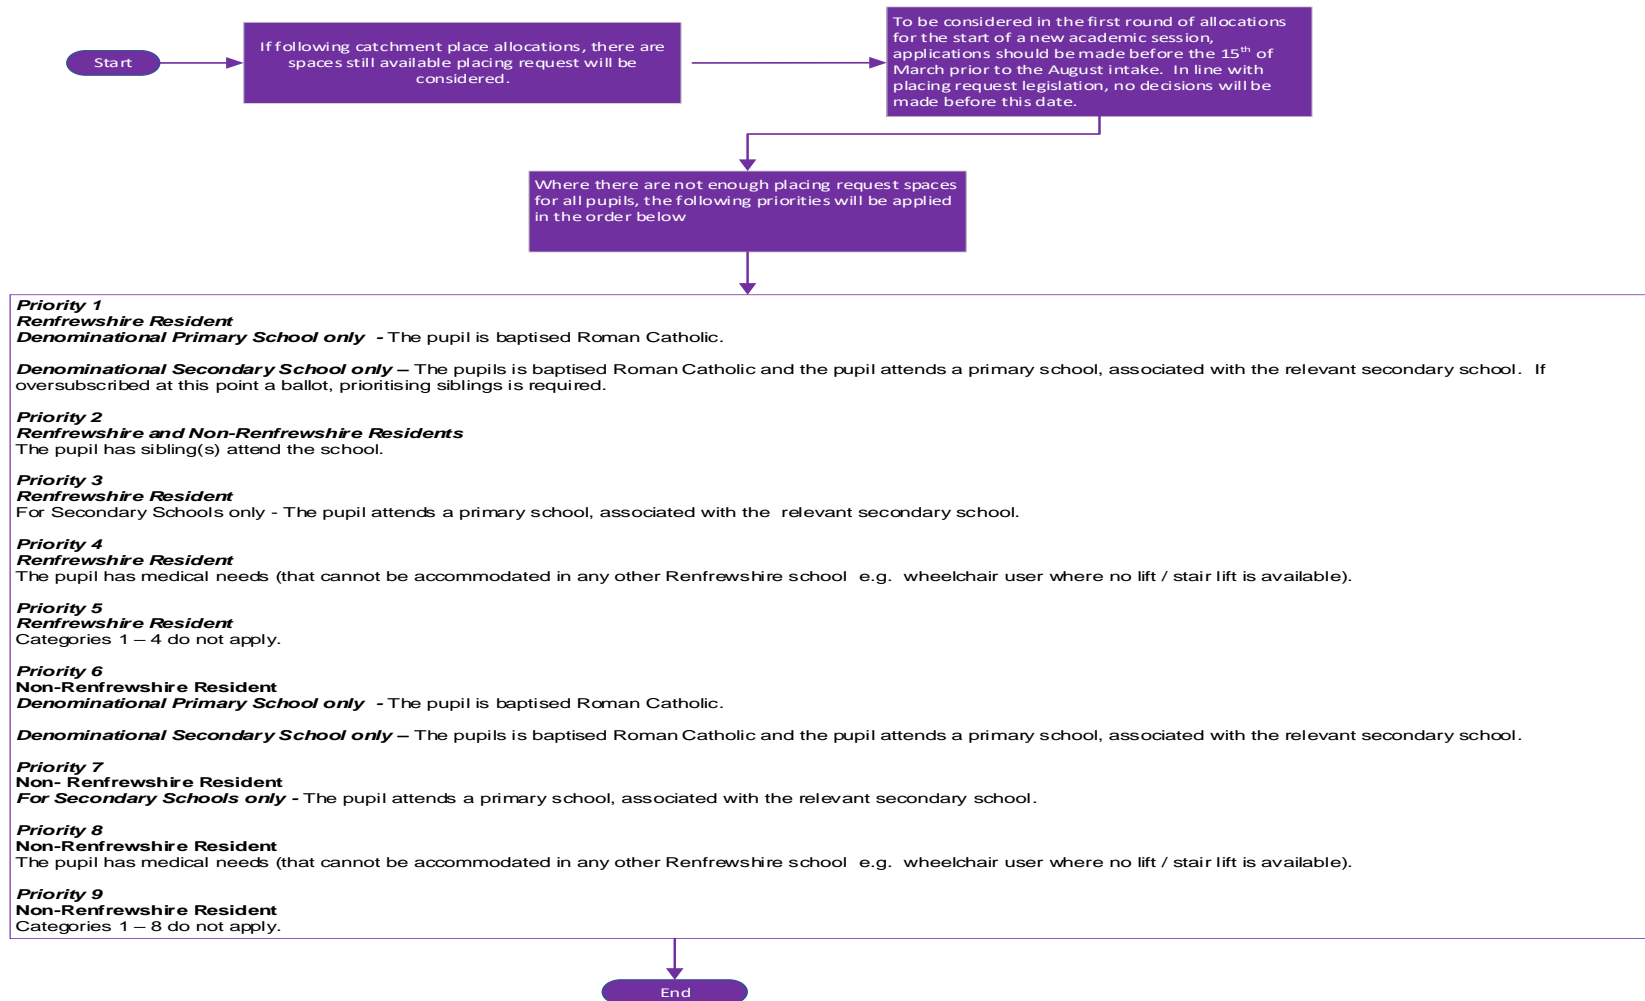 Start
If following catchment place allocations, there are
spaces still available placing request will be
considered.
To be considered in the first round of allocations
for the start of a new academic session,
applications should be made before the 15th of
March prior to the August intake. In line with
placing request legislation, no decisions will be
made before this date.
Where there are not enough placing request spaces
for all pupils, the following priorities will be applied
in the order below
Priority 1
Renfrewshire Resident
Denominational Primary School only - The pupil is baptised Roman Catholic.
Denominational Secondary School only – The pupils is baptised Roman Catholic and the pupil attends a primary school, associated with the relevant secondary school. If
oversubscribed at this point a ballot, prioritising siblings is required.
Priority 2
Renfrewshire and Non-Renfrewshire Residents
The pupil has sibling(s) attend the school.
Priority 3
Renfrewshire Resident
For Secondary Schools only - The pupil attends a primary school, associated with the relevant secondary school.
Priority 4
Renfrewshire Resident
The pupil has medical needs (that cannot be accommodated in any other Renfrewshire school e.g. wheelchair user where no lift / stair lift is available).
Priority 5
Renfrewshire Resident
Categories 1 – 4 do not apply.
Priority 6
Non-Renfrewshire Resident
Denominational Primary School only - The pupil is baptised Roman Catholic.
Denominational Secondary School only – The pupils is baptised Roman Catholic and the pupil attends a primary school, associated with the relevant secondary school.
Priority 7
Non- Renfrewshire Resident
For Secondary Schools only - The pupil attends a primary school, associated with the relevant secondary school.
Priority 8
Non-Renfrewshire Resident
The pupil has medical needs (that cannot be accommodated in any other Renfrewshire school e.g. wheelchair user where no lift / stair lift is available).
Priority 9
Non-Renfrewshire Resident
Categories 1 – 8 do not apply.
End